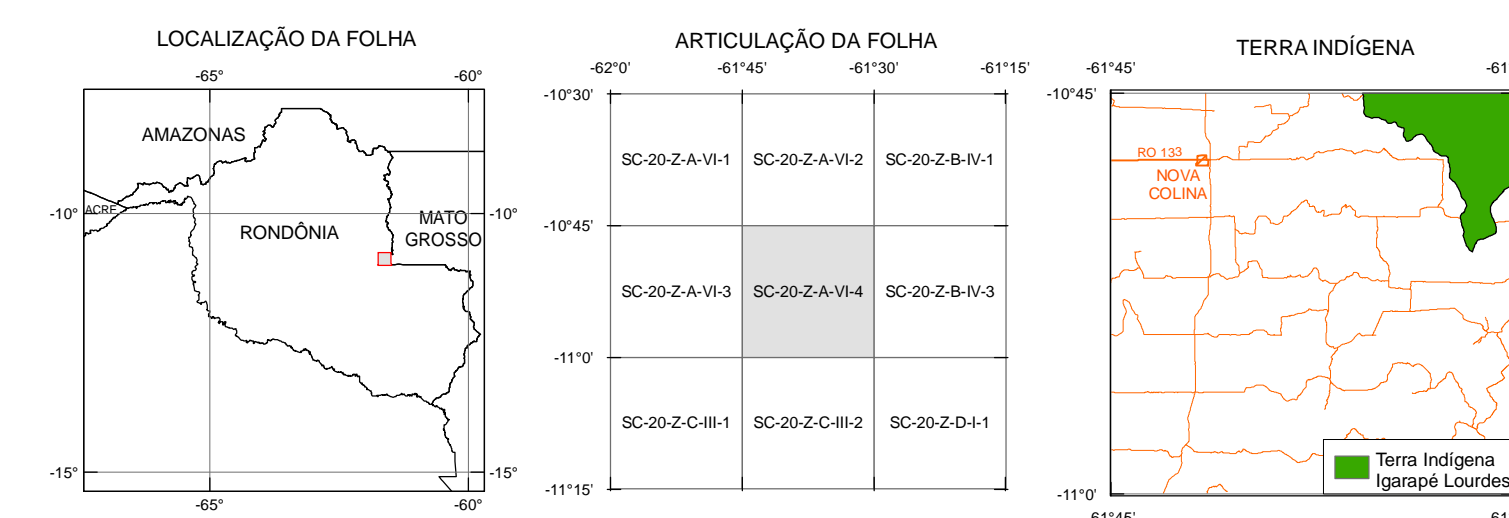 LOCALIZAÇÃO DA FOLHA
-65° -60°
AMAZONAS
ACRE
-10° -10°
MATO
GROSSO
RONDÔNIA
-15° -15°
-65° -60°
ARTICULAÇÃO DA FOLHA
-62°0' -61°45' -61°30' -61°15'
-10°30'
SC-20-Z-A-VI-1 SC-20-Z-A-VI-2 SC-20-Z-B-IV-1
-10°45'
SC-20-Z-A-VI-3 SC-20-Z-A-VI-4 SC-20-Z-B-IV-3
-11°0'
SC-20-Z-C-III-1 SC-20-Z-C-III-2 SC-20-Z-D-I-1
-11°15'
TERRA INDÍGENA
-61°45' -61
-10°45'
RO 133
NOVA
COLINA
Terra Indígena
Igarapé Lourdes
-11°0'
-61°45' -61